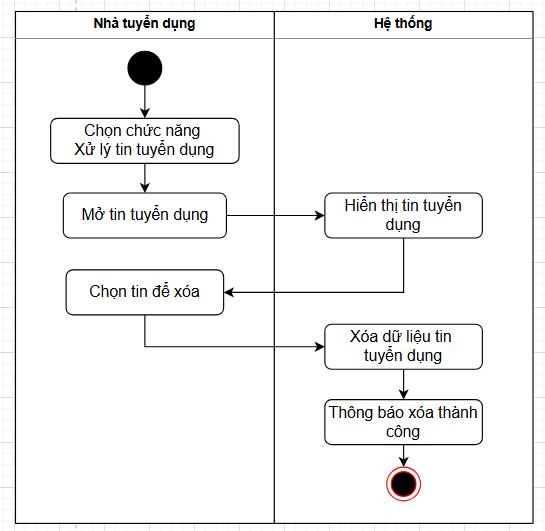 Nhà tuyển dụng
Hệ thống
Chọn chức năng
Xử lý tin tuyển dụng
Mở tin tuyển dụng
Hiển thị tin tuyển
dụng
Chọn tin để xóa
Xóa dữ liệu tin
tuyển dụng
Thông báo xóa thành
công